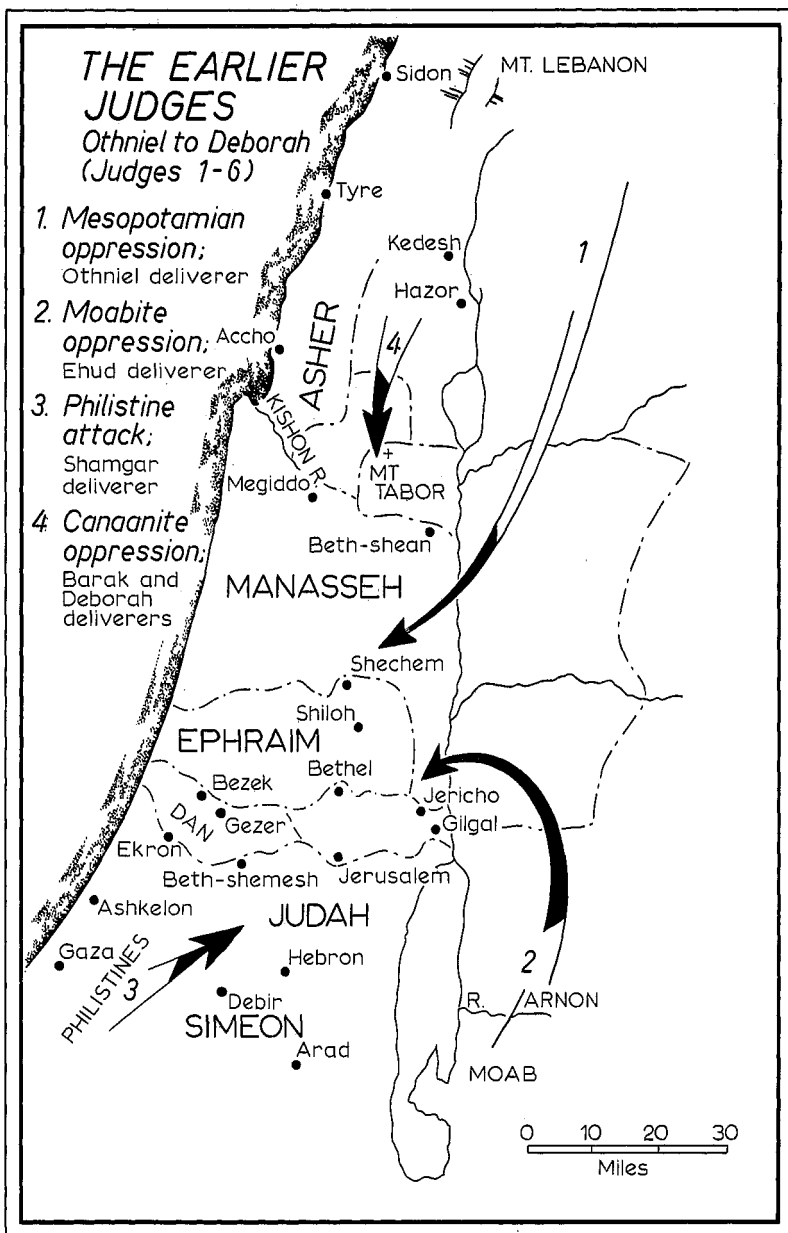 THE EARLIER
JUDGES
Othniel to Deborah
(Judges 1-6)
1. Mesopotamian
oppression;
Othniel deliverer
2. Moabite
oppression;
Ehud deliverer
3. Philistine
attack;
Shamgar
deliverer
4. Canaanite
oppression;
Barak and
Deborah
deliverers
Sidon
MT. LEBANON
Tyre
1
Kedesh
Hazor
Accho
ASHER
4
KISHON R.
MT
TABOR
Megiddo
Beth-shean
MANASSEH
Shechem
Shiloh
EPHRAIM
Bezek
Bethel
Jericho
DAN
Gezer
Gilgal
Ekron
Beth-shemesh
Jerusalem
Ashkelon
JUDAH
Gaza
PHILISTINES
3
Hebron
2
Debir
R. ARNON
SIMEON
Arad
MOAB
0 10 20 30
Miles